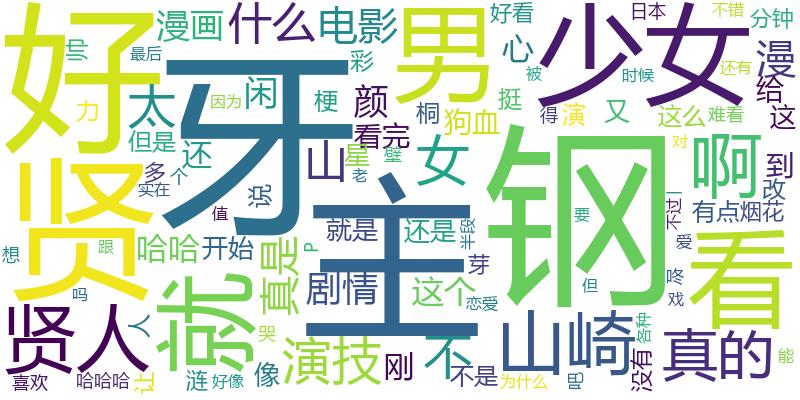 好
漫画
什么
电影
男
好看
少女
日本
不错
分钟
卯
最后
彩
心
被
时候
还有
漫
牙
力
因为
太
闲
梗
颜
桐
狗血
挺
得
演
又
这么
难看
给
这
但是
还
看完
贤
多
个
山
星
壁
女
啊
对
到
实在
老
说
主
钢
改
值
有点
烟花
不过
一
想
跟
哈哈
开始
真是
P
就是
还是
半段
要
爱
看
就
吗
剧情
这个
芽
恋爱
但
咚
戏
贤人
人
哭
山崎
各种
真的
演技
刚
不
没有
能
喜欢
哈哈哈
让
涟
好像
像
不是
为什么
吧